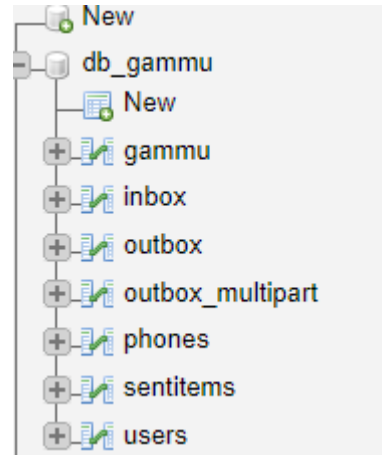 New
db_gammu
New
gammu
inbox
outbox
outbox_multipart
phones
sentitems
users